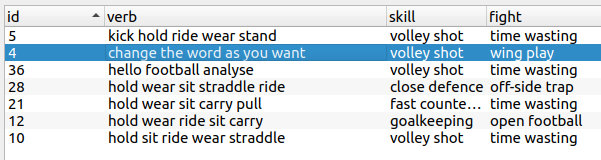 id verb skill fight
5 kick hold ride wear stand volley shot time wasting
4 change the word as you want volley shot wing play
36 hello football analyse volley shot time wasting
28 hold wear sit straddle ride close defence off-side trap
21 hold wear sit carry pull fast counte... time wasting
12 hold wear ride sit carry goalkeeping open football
10 hold sit ride wear straddle volley shot time wasting